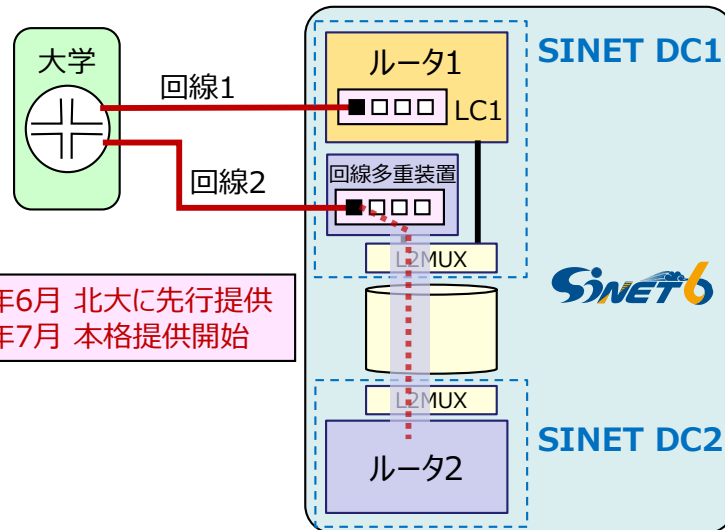 SINET DC1
大学
ルータ1
回線1
LC1
回線多重装置
回線2
L2MUX
年6月 北大に先行提供
年7月 本格提供開始
SINET6
L2MUX
SINET DC2
ルータ2